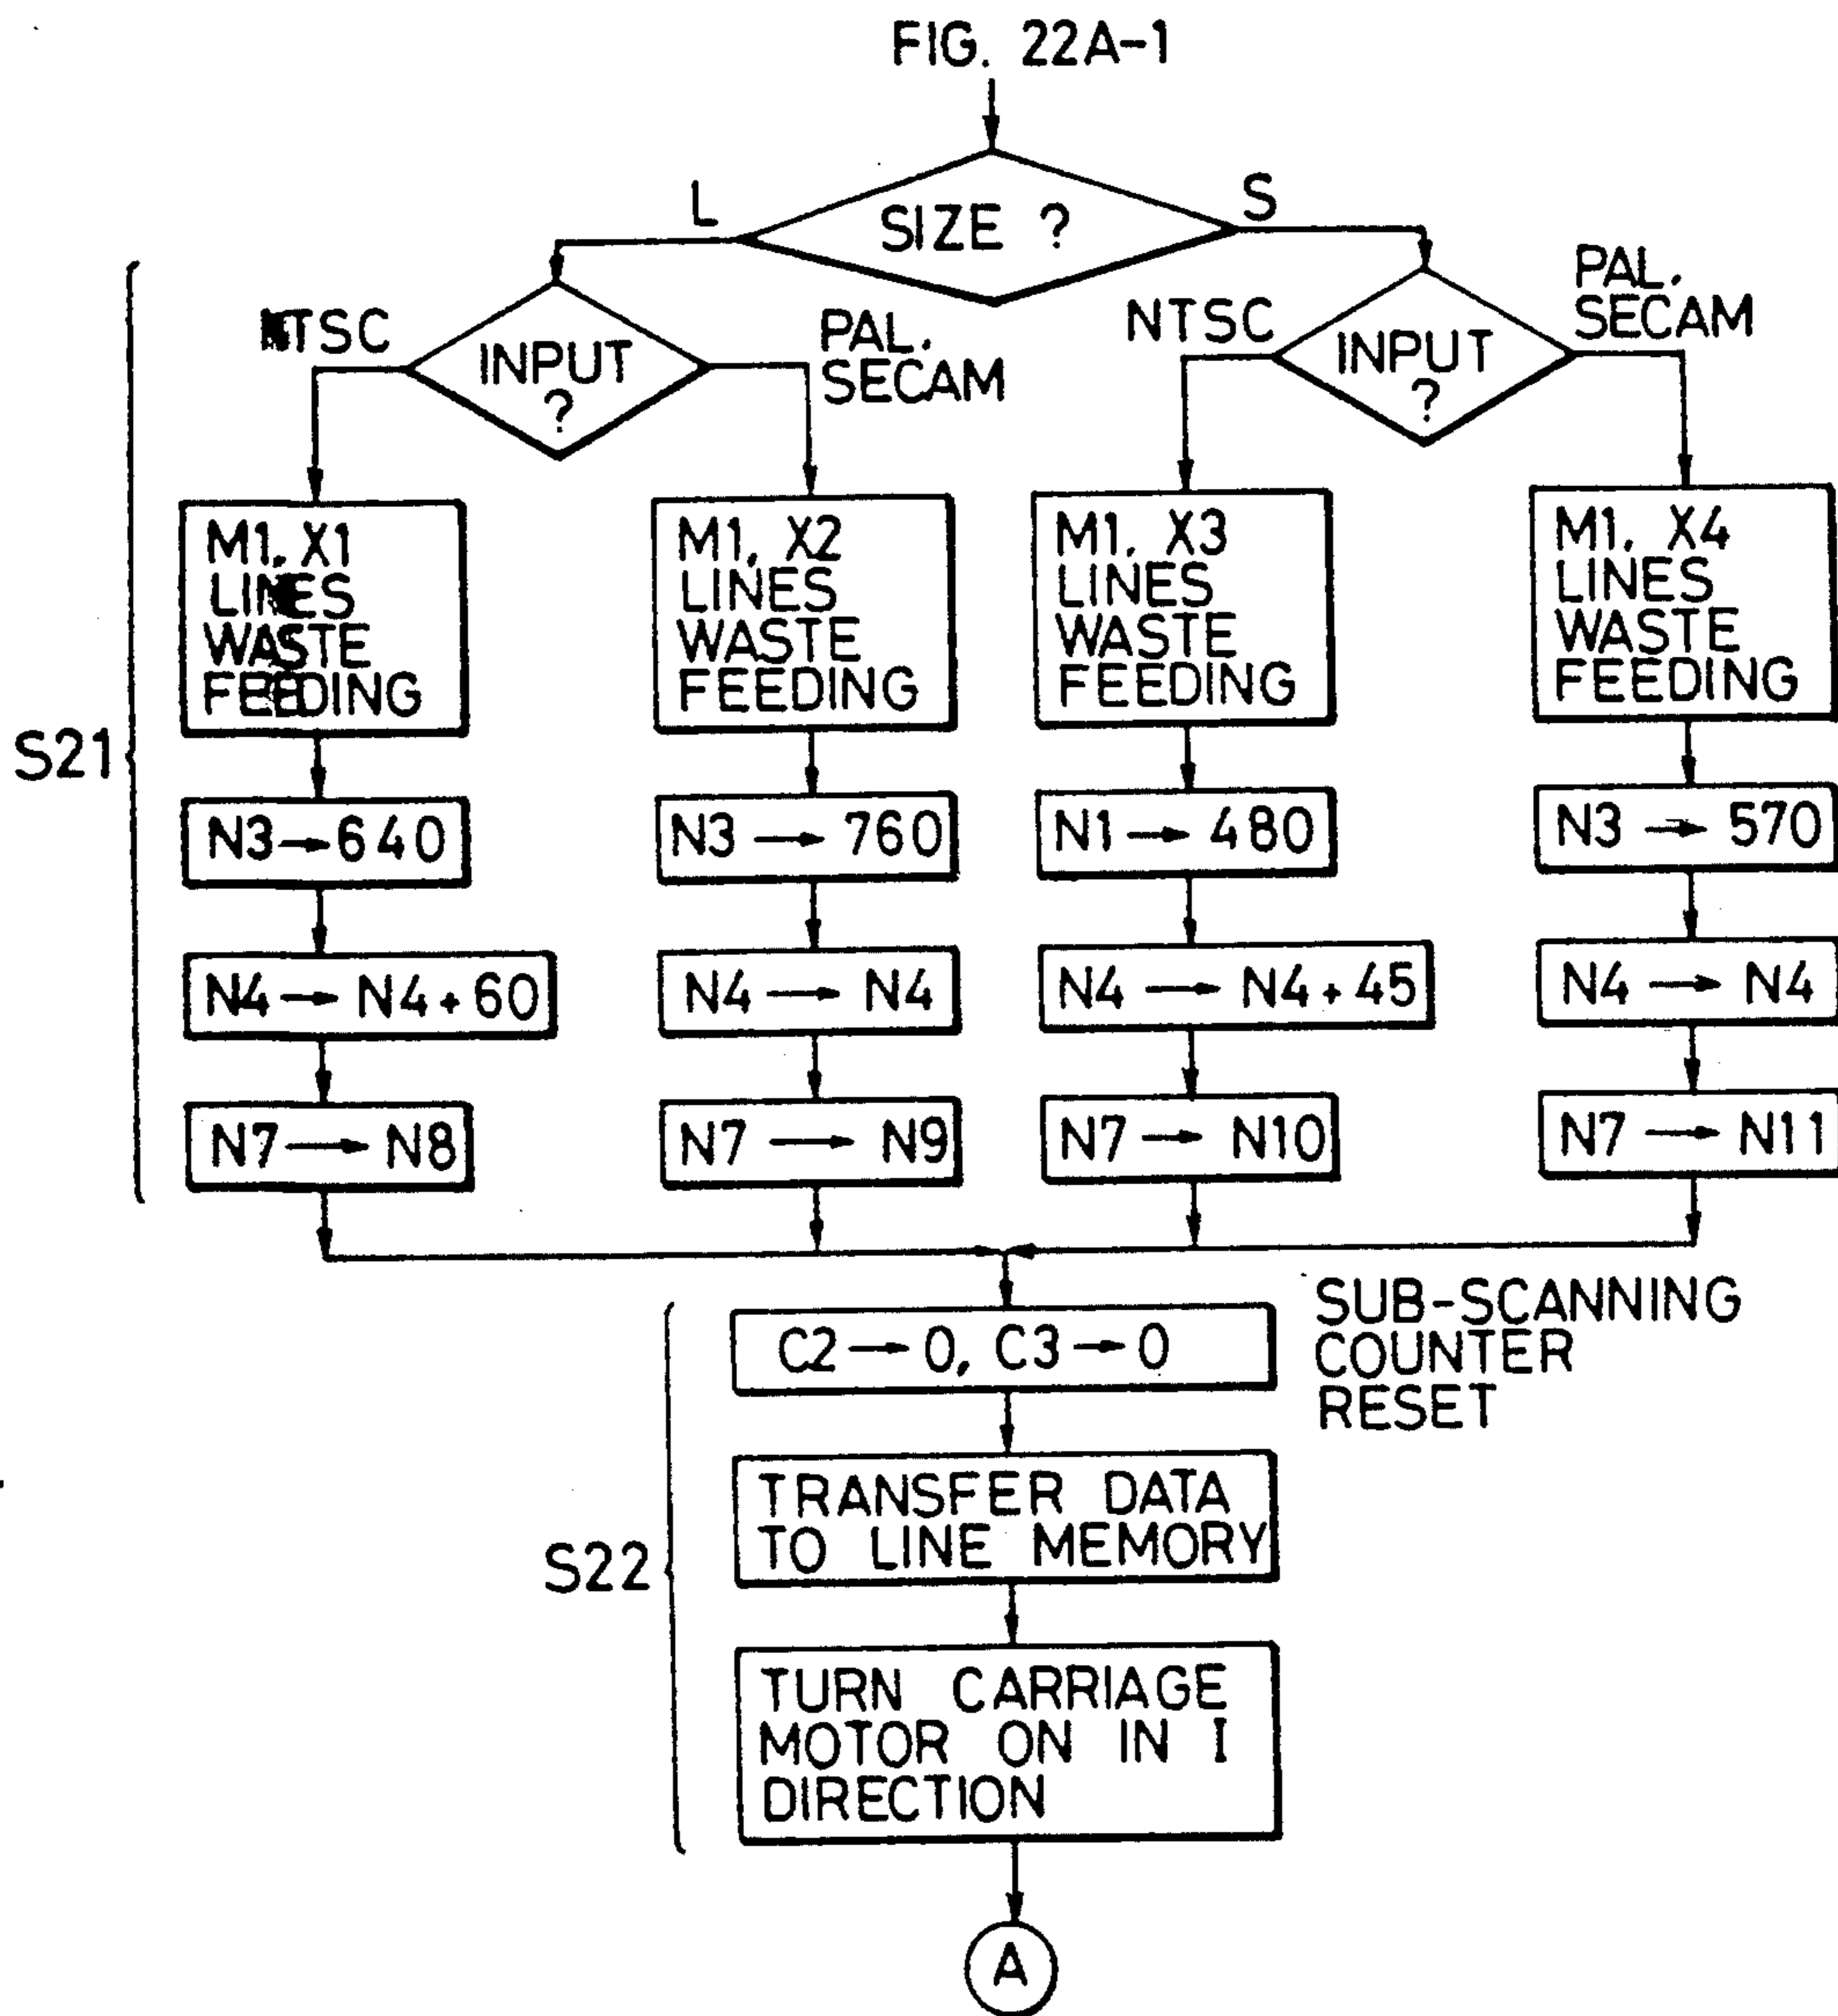 FIG. 22A-1
SIZE ?
L
S
S21
NTSC
INPUT
?
PAL.
SECAM
NTSC
INPUT
?
PAL.
SECAM
M1, X1
LINES
WASTE
FEEDING
M1, X2
LINES
WASTE
FEEDING
M1, X3
LINES
WASTE
FEEDING
M1, X4
LINES
WASTE
FEEDING
N3→640
N3→760
N1→480
N3→570
N4→N4+60
N4→N4
N4→N4+45
N4→N4
N7→N8
N7→N9
N7→N10
N7→N11
S22
C2→0, C3→0
SUB-SCANNING
COUNTER
RESET
TRANSFER DATA
TO LINE MEMORY
TURN CARRIAGE
MOTOR ON IN I
DIRECTION
A